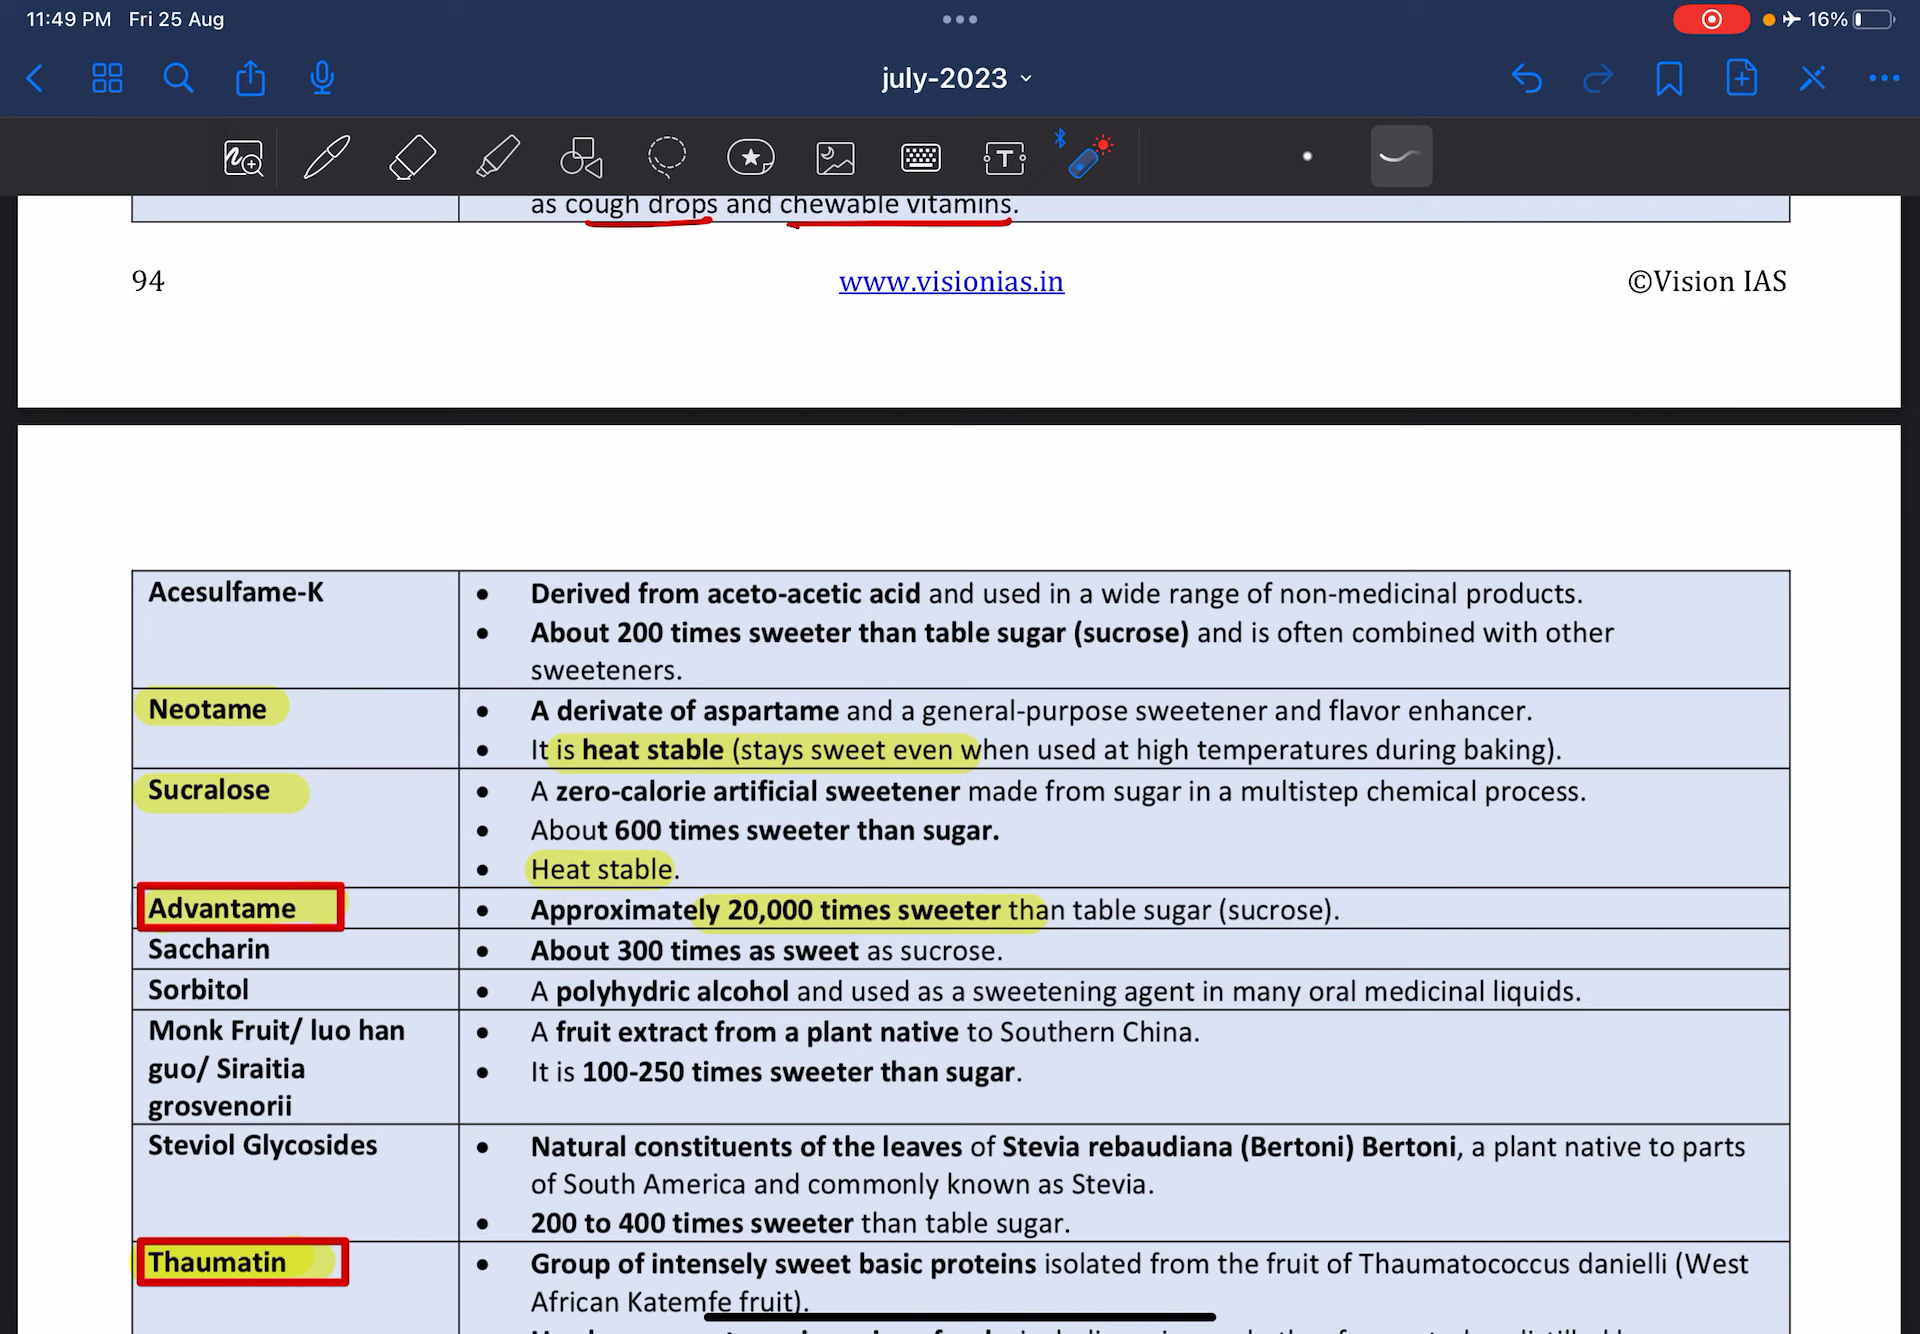 11:49 PM Fri 25 Aug
16%
july-2023
T
as cough drops and chewable vitamins.
94 www.visionias.in ©Vision IAS
Acesulfame-K • Derived from aceto-acetic acid and used in a wide range of non-medicinal products.
• About 200 times sweeter than table sugar (sucrose) and is often combined with other
sweeteners.
Neotame • A derivate of aspartame and a general-purpose sweetener and flavor enhancer.
• It is heat stable (stays sweet even when used at high temperatures during baking).
Sucralose • A zero-calorie artificial sweetener made from sugar in a multistep chemical process.
• About 600 times sweeter than sugar.
• Heat stable.
Advantame • Approximately 20,000 times sweeter than table sugar (sucrose).
Saccharin • About 300 times as sweet as sucrose.
Sorbitol • A polyhydric alcohol and used as a sweetening agent in many oral medicinal liquids.
Monk Fruit/ luo han • A fruit extract from a plant native to Southern China.
guo/ Siraitia • It is 100-250 times sweeter than sugar.
grosvenorii
Steviol Glycosides • Natural constituents of the leaves of Stevia rebaudiana (Bertoni) Bertoni, a plant native to parts
of South America and commonly known as Stevia.
• 200 to 400 times sweeter than table sugar.
Thaumatin • Group of intensely sweet basic proteins isolated from the fruit of Thaumatococcus danielli (West
African Katemfe fruit).